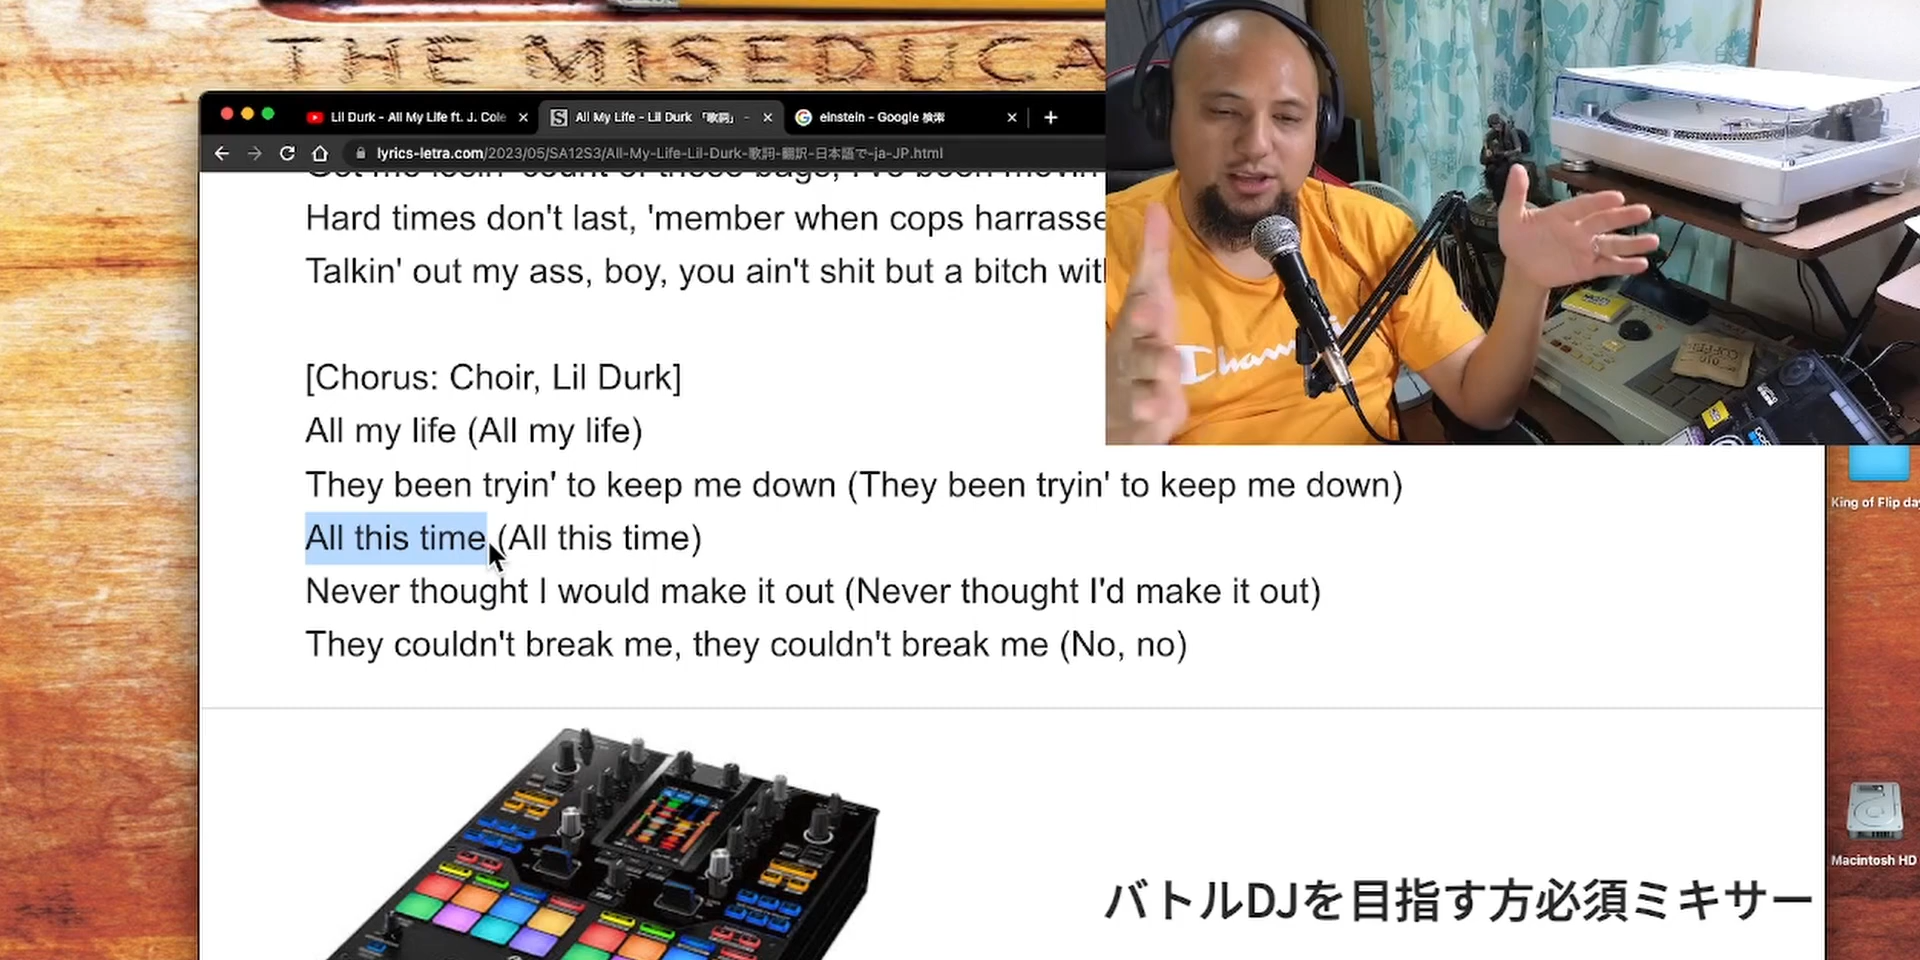 THE MISEDUCA
Lil Durk - All My Life ft. J. Cole
All My Life - Lil Durk 「歌詞」 -
einstein - Google 検索
lyrics-letra.com/2023/05/SA12S3/All-My-Life-Lil-Durk-歌詞-翻訳-日本語で-ja-JP.html
Hard times don't last, 'member when cops harrasse
Talkin' out my ass, boy, you ain't shit but a bitch wit
[Chorus: Choir, Lil Durk]
All my life (All my life)
They been tryin' to keep me down (They been tryin' to keep me down)
All this time (All this time)
Never thought I would make it out (Never thought I'd make it out)
They couldn't break me, they couldn't break me (No, no)
Cham
King of Flip day
Macintosh HD
バトルDJを目指す方必須ミキサー